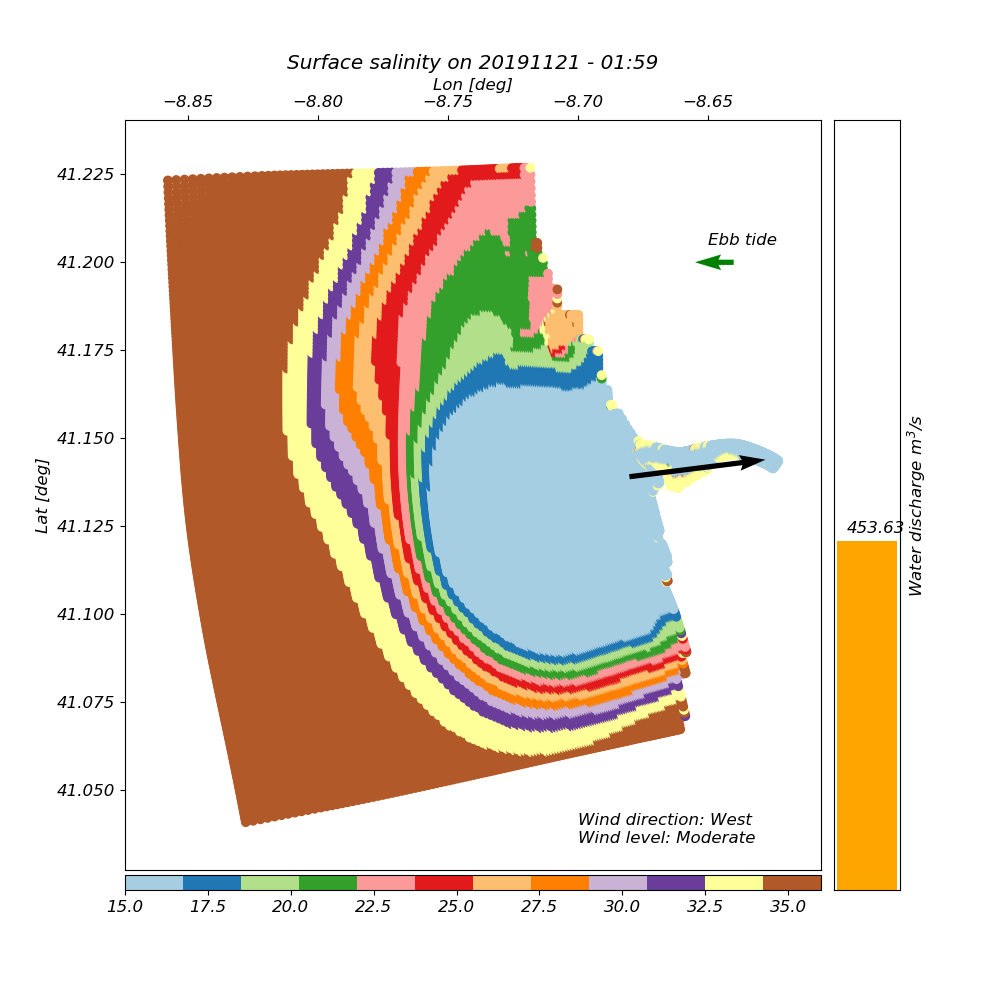 Surface salinity on 20191121 - 01:59
Lon [deg]
−8.85 −8.80 −8.75 −8.70 −8.65
41.225
41.200
41.175
41.150
41.125
41.100
41.075
41.050
Lat [deg]
Ebb tide
453.63
Water discharge m³/s
Wind direction: West
Wind level: Moderate
15.0 17.5 20.0 22.5 25.0 27.5 30.0 32.5 35.0